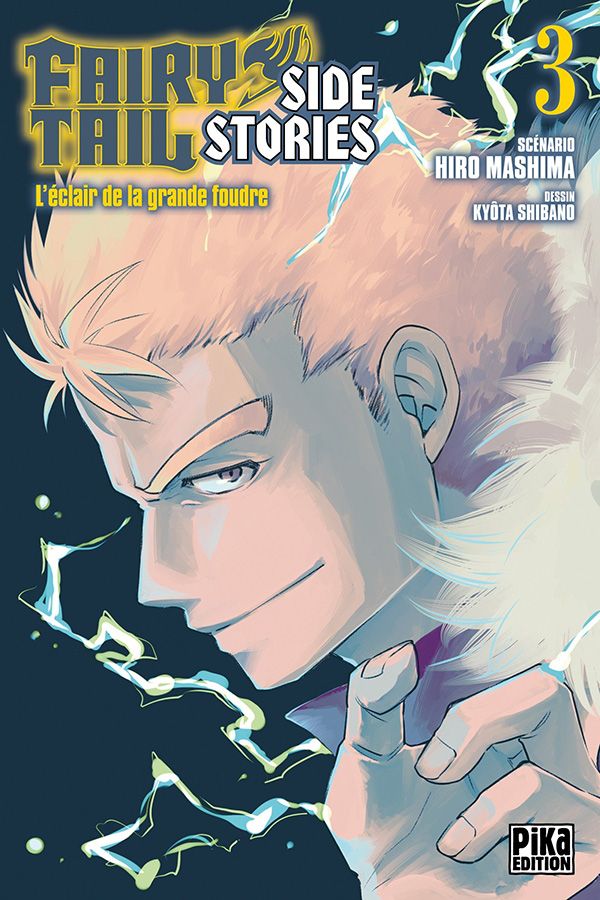 FAIRY
TAIL
SIDE
STORIES
L'éclair de la grande foudre
3
SCÉNARIO
HIRO MASHIMA
DESSIN
KYÔTA SHIBANO
PIKA
EDITION